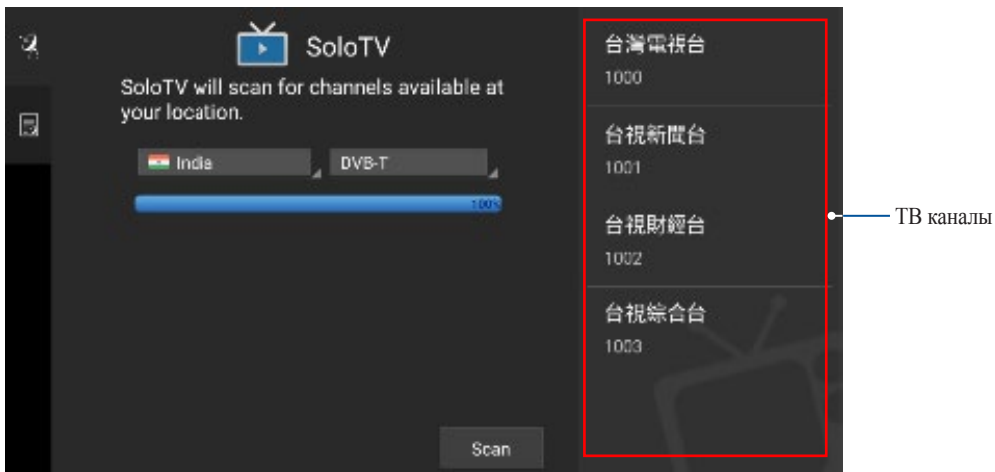 SoloTV
SoloTV will scan for channels available at
your location.
India
DVB-T
100%
Scan
台灣電視台
1000
台視新聞台
1001
台視財經台
1002
台視綜合台
1003
ТВ каналы